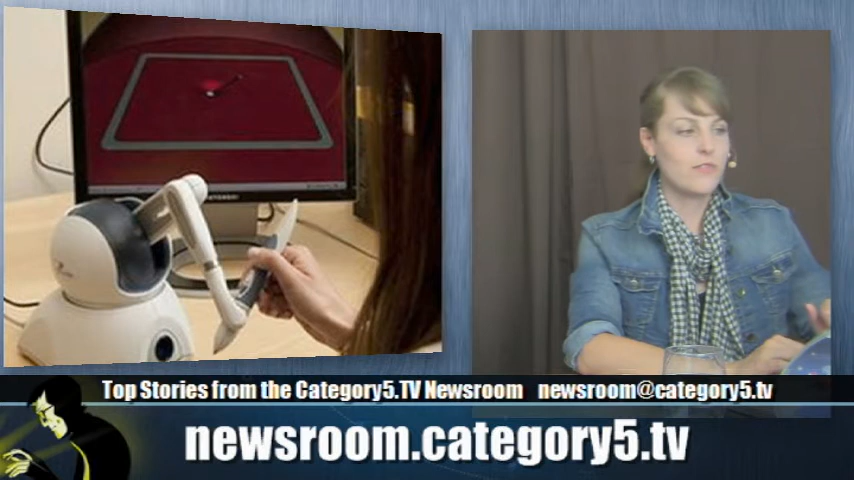 Top Stories from the Category5.TV Newsroom newsroom@category5.tv
newsroom.category5.tv